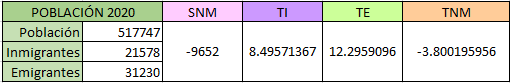 POBLACIÓN 2020 SNM TI TE TNM
Población 517747
Inmigrantes 21578 -9652 8.49571367 12.2959096 -3.800195956
Emigrantes 31230